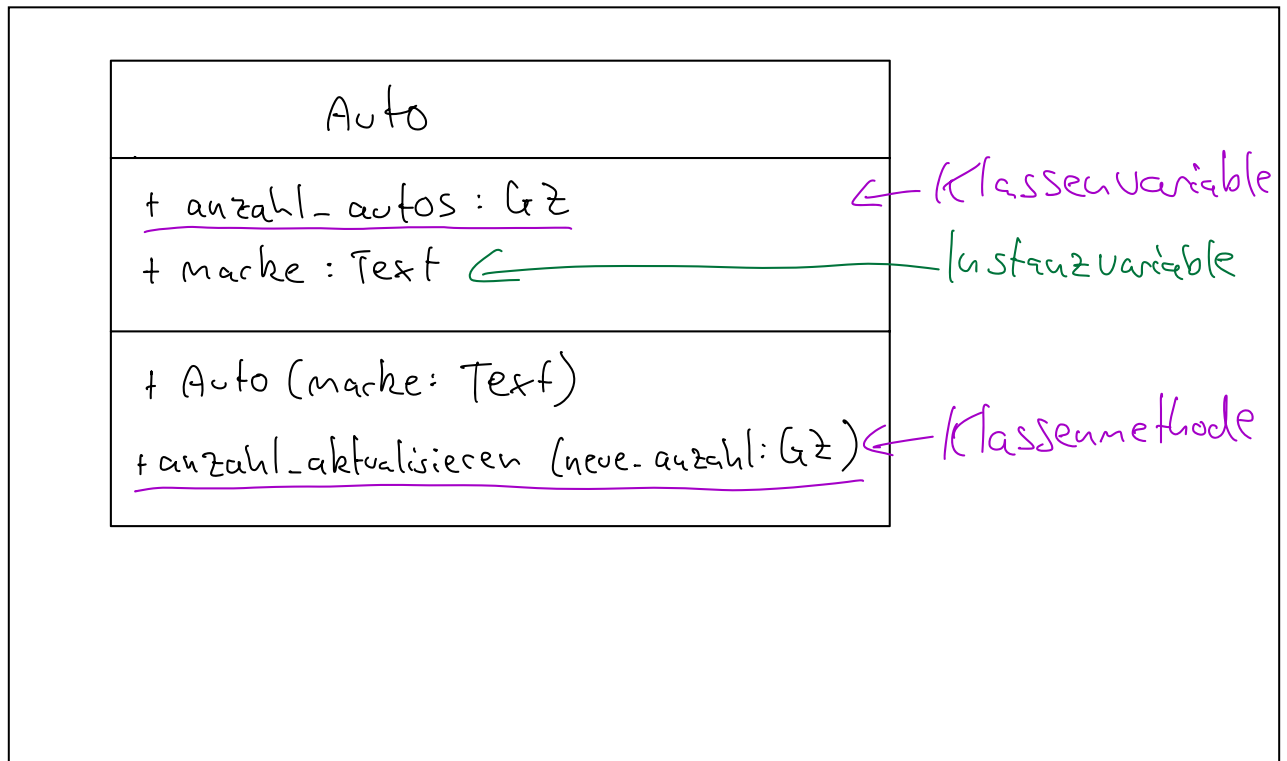 Auto
+ anzahl_autos : GZ
Klassenvariable
+ marke : Text
Instanzvariable
+ Auto (marke: Text)
+ anzahl_aktualisieren (neue_anzahl: GZ)
Klassenmethode